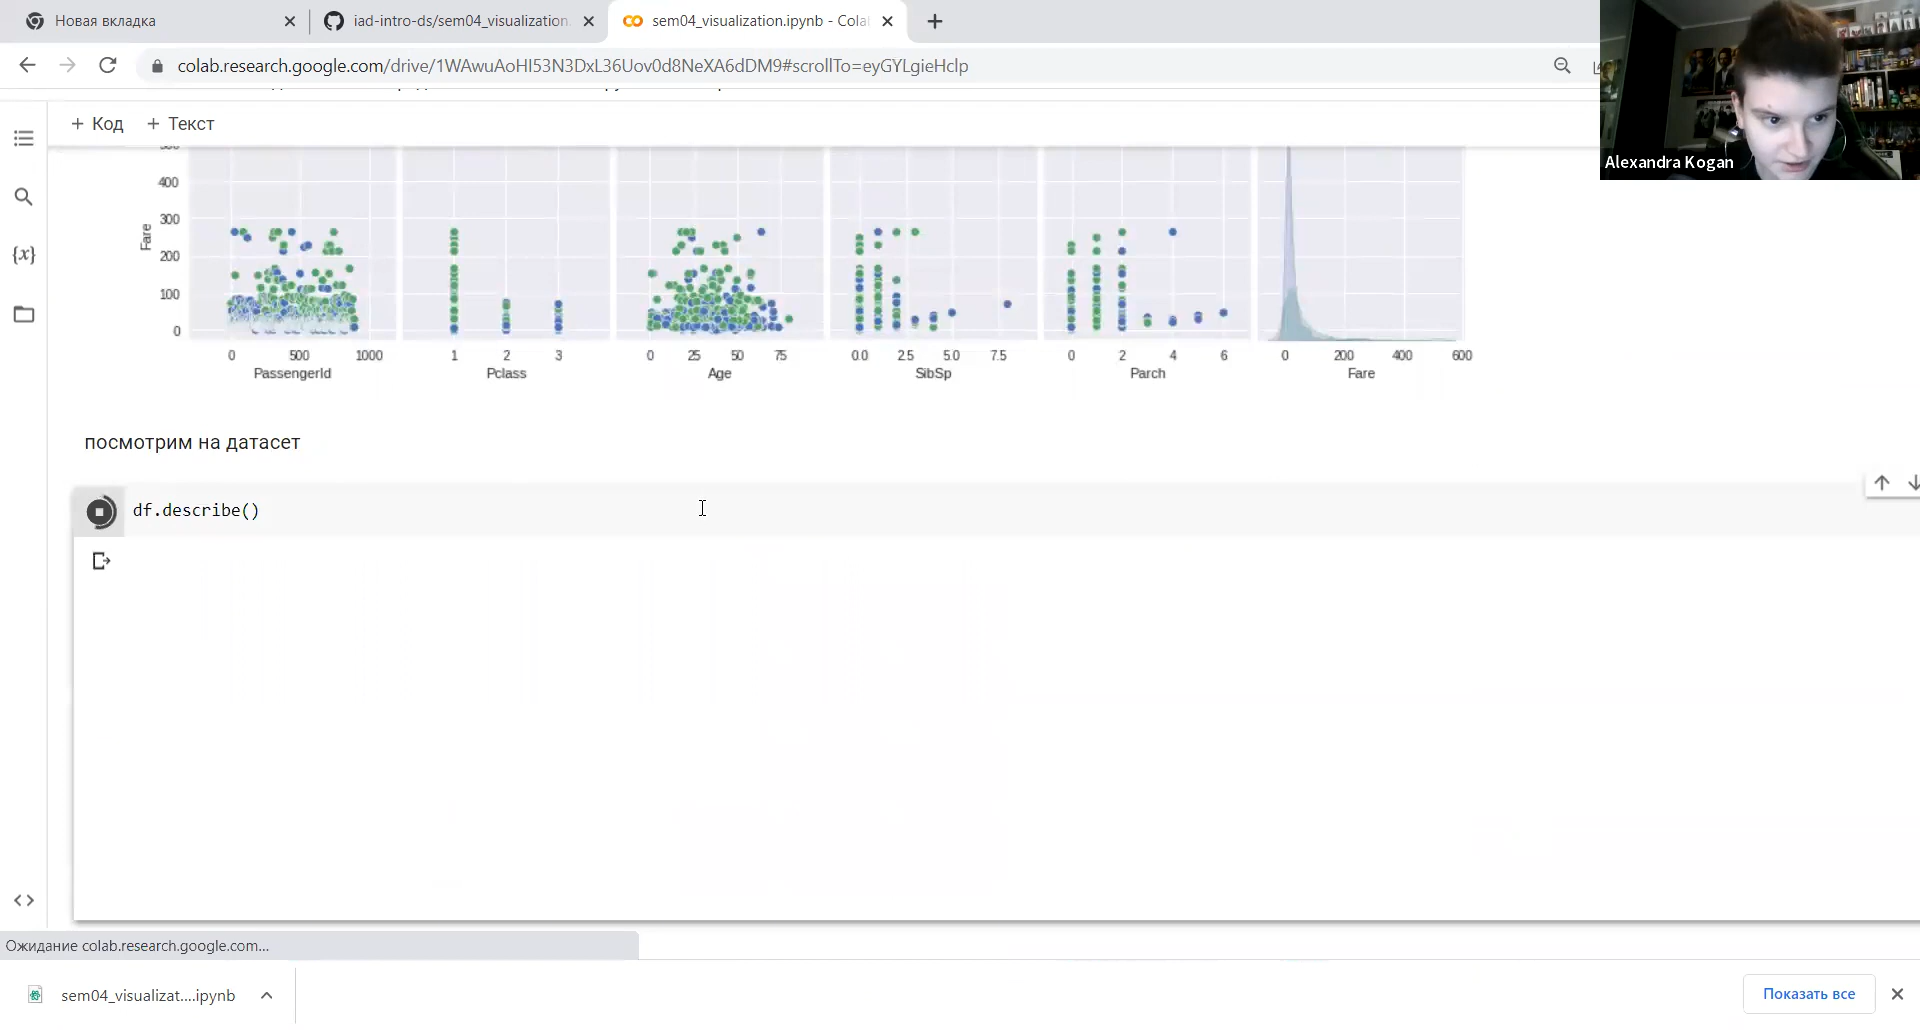 Новая вкладка
iad-intro-ds/sem04_visualization.
sem04_visualization.ipynb - Cola
colab.research.google.com/drive/1WAwuAoHI53N3DxL36Uov0d8NeXA6dDM9#scrollTo=eyGYLgieHclp
Alexandra Kogan
+ Код + Текст
400
300
200
100
0
Fare
0 500 1000
PassengerId
1 2 3
Pclass
0 25 50 75
Age
0.0 2.5 5.0 7.5
SibSp
0 2 4 6
Parch
0 200 400 600
Fare
посмотрим на датасет
df.describe()
Ожидание colab.research.google.com...
sem04_visualizat....ipynb
Показать все